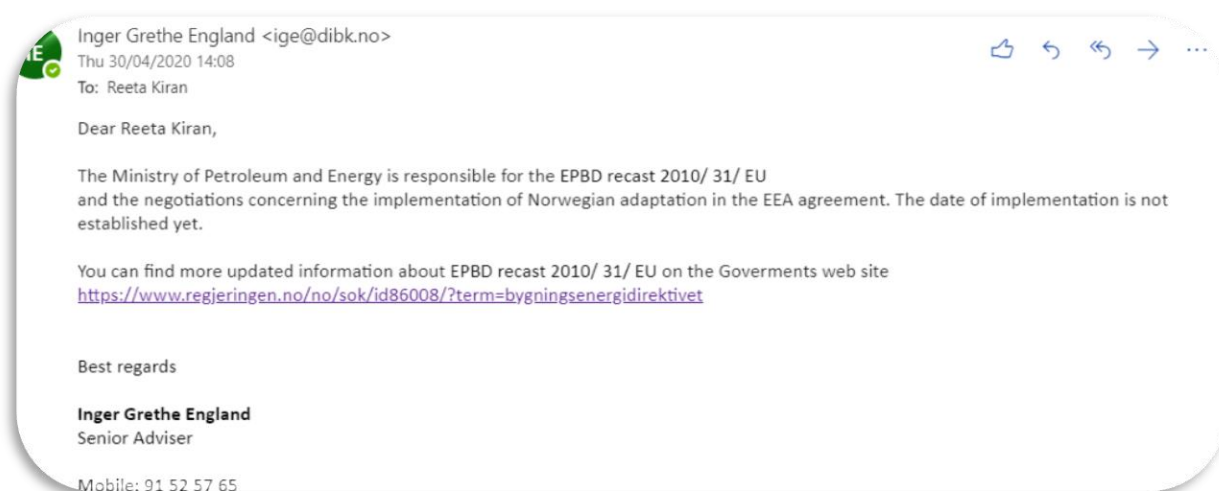 Inger Grethe England <ige@dibk.no>
IE
Thu 30/04/2020 14:08
To: Reeta Kiran
Dear Reeta Kiran,
The Ministry of Petroleum and Energy is responsible for the EPBD recast 2010/ 31/ EU
and the negotiations concerning the implementation of Norwegian adaptation in the EEA agreement. The date of implementation is not
established yet.
You can find more updated information about EPBD recast 2010/ 31/ EU on the Goverments web site
https://www.regjeringen.no/no/sok/id86008/?term=bygningsenergidirektivet
Best regards
Inger Grethe England
Senior Adviser
Mobile: 91 52 57 65